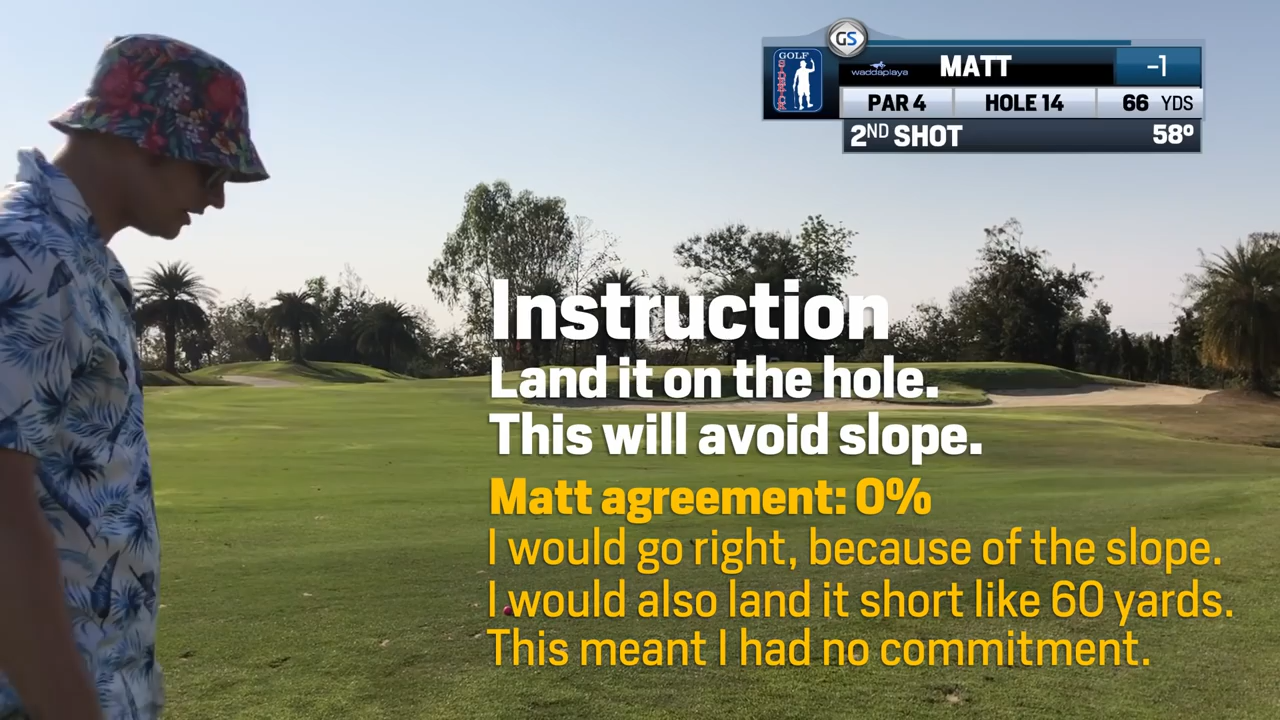 GS
GOLF
SIDEKICK
waddaplaya
MATT
-1
PAR 4
HOLE 14
66 YDS
2ND SHOT
58º
Instruction
Land it on the hole.
This will avoid slope.
Matt agreement: 0%
I would go right, because of the slope.
I would also land it short like 60 yards.
This meant I had no commitment.